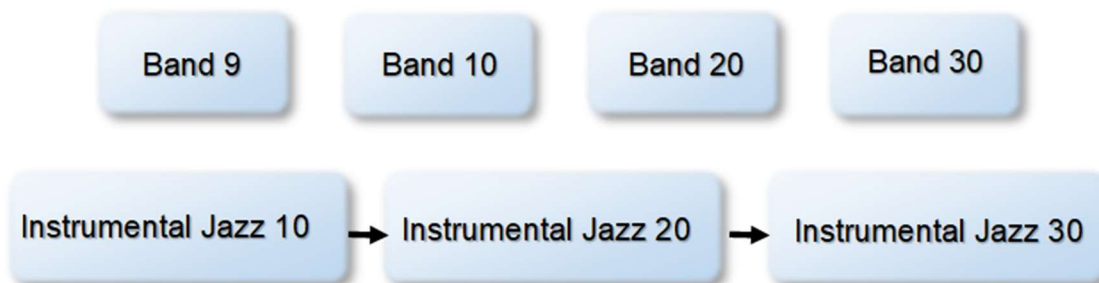 Band 9
Band 10
Band 20
Band 30
Instrumental Jazz 10
Instrumental Jazz 20
Instrumental Jazz 30